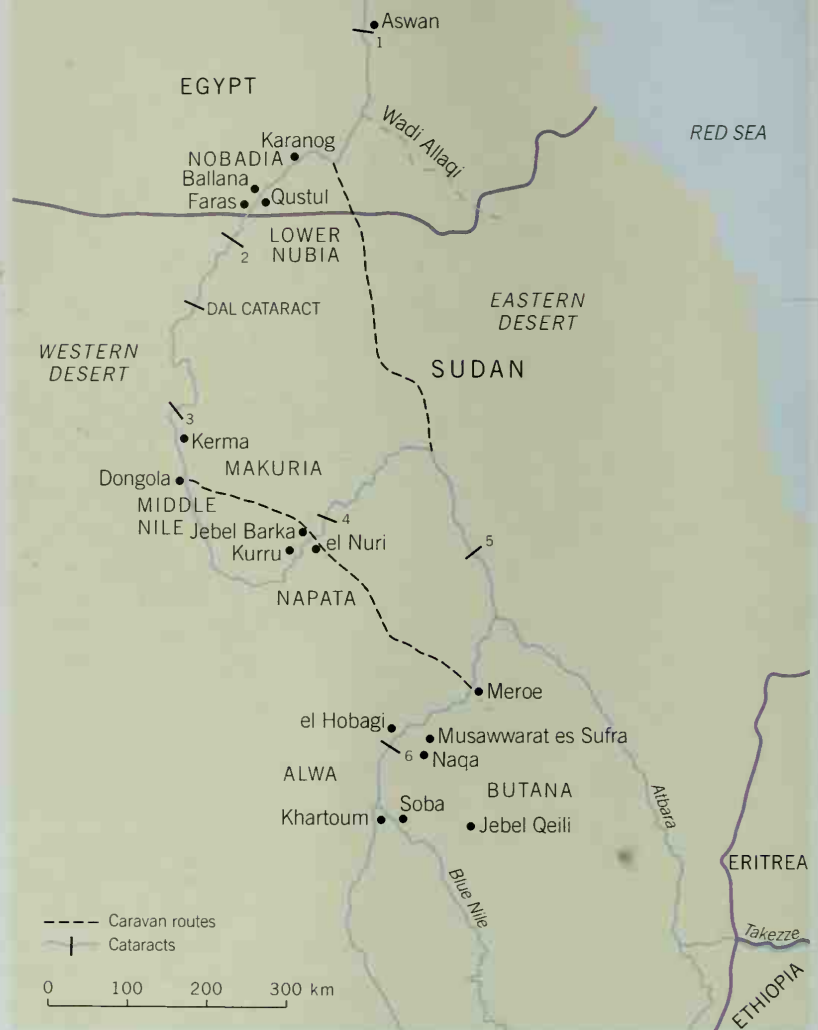 Aswan
1
EGYPT
Wadi Allaqi
RED SEA
Karanog
NOBADIA
Ballana
Faras
Qustul
LOWER
NUBIA
2
DAL CATARACT
EASTERN
DESERT
WESTERN
DESERT
SUDAN
3
Kerma
MAKURIA
Dongola
MIDDLE
NILE
4
Jebel Barka
el Nuri
Kurru
5
NAPATA
Meroe
el Hobagi
Musawwarat es Sufra
6
Naqa
ALWA
BUTANA
Atbara
Khartoum
Soba
Jebel Qeili
Blue Nile
ERITREA
Takezze
ETHIOPIA
Caravan routes
Cataracts
0 100 200 300 km